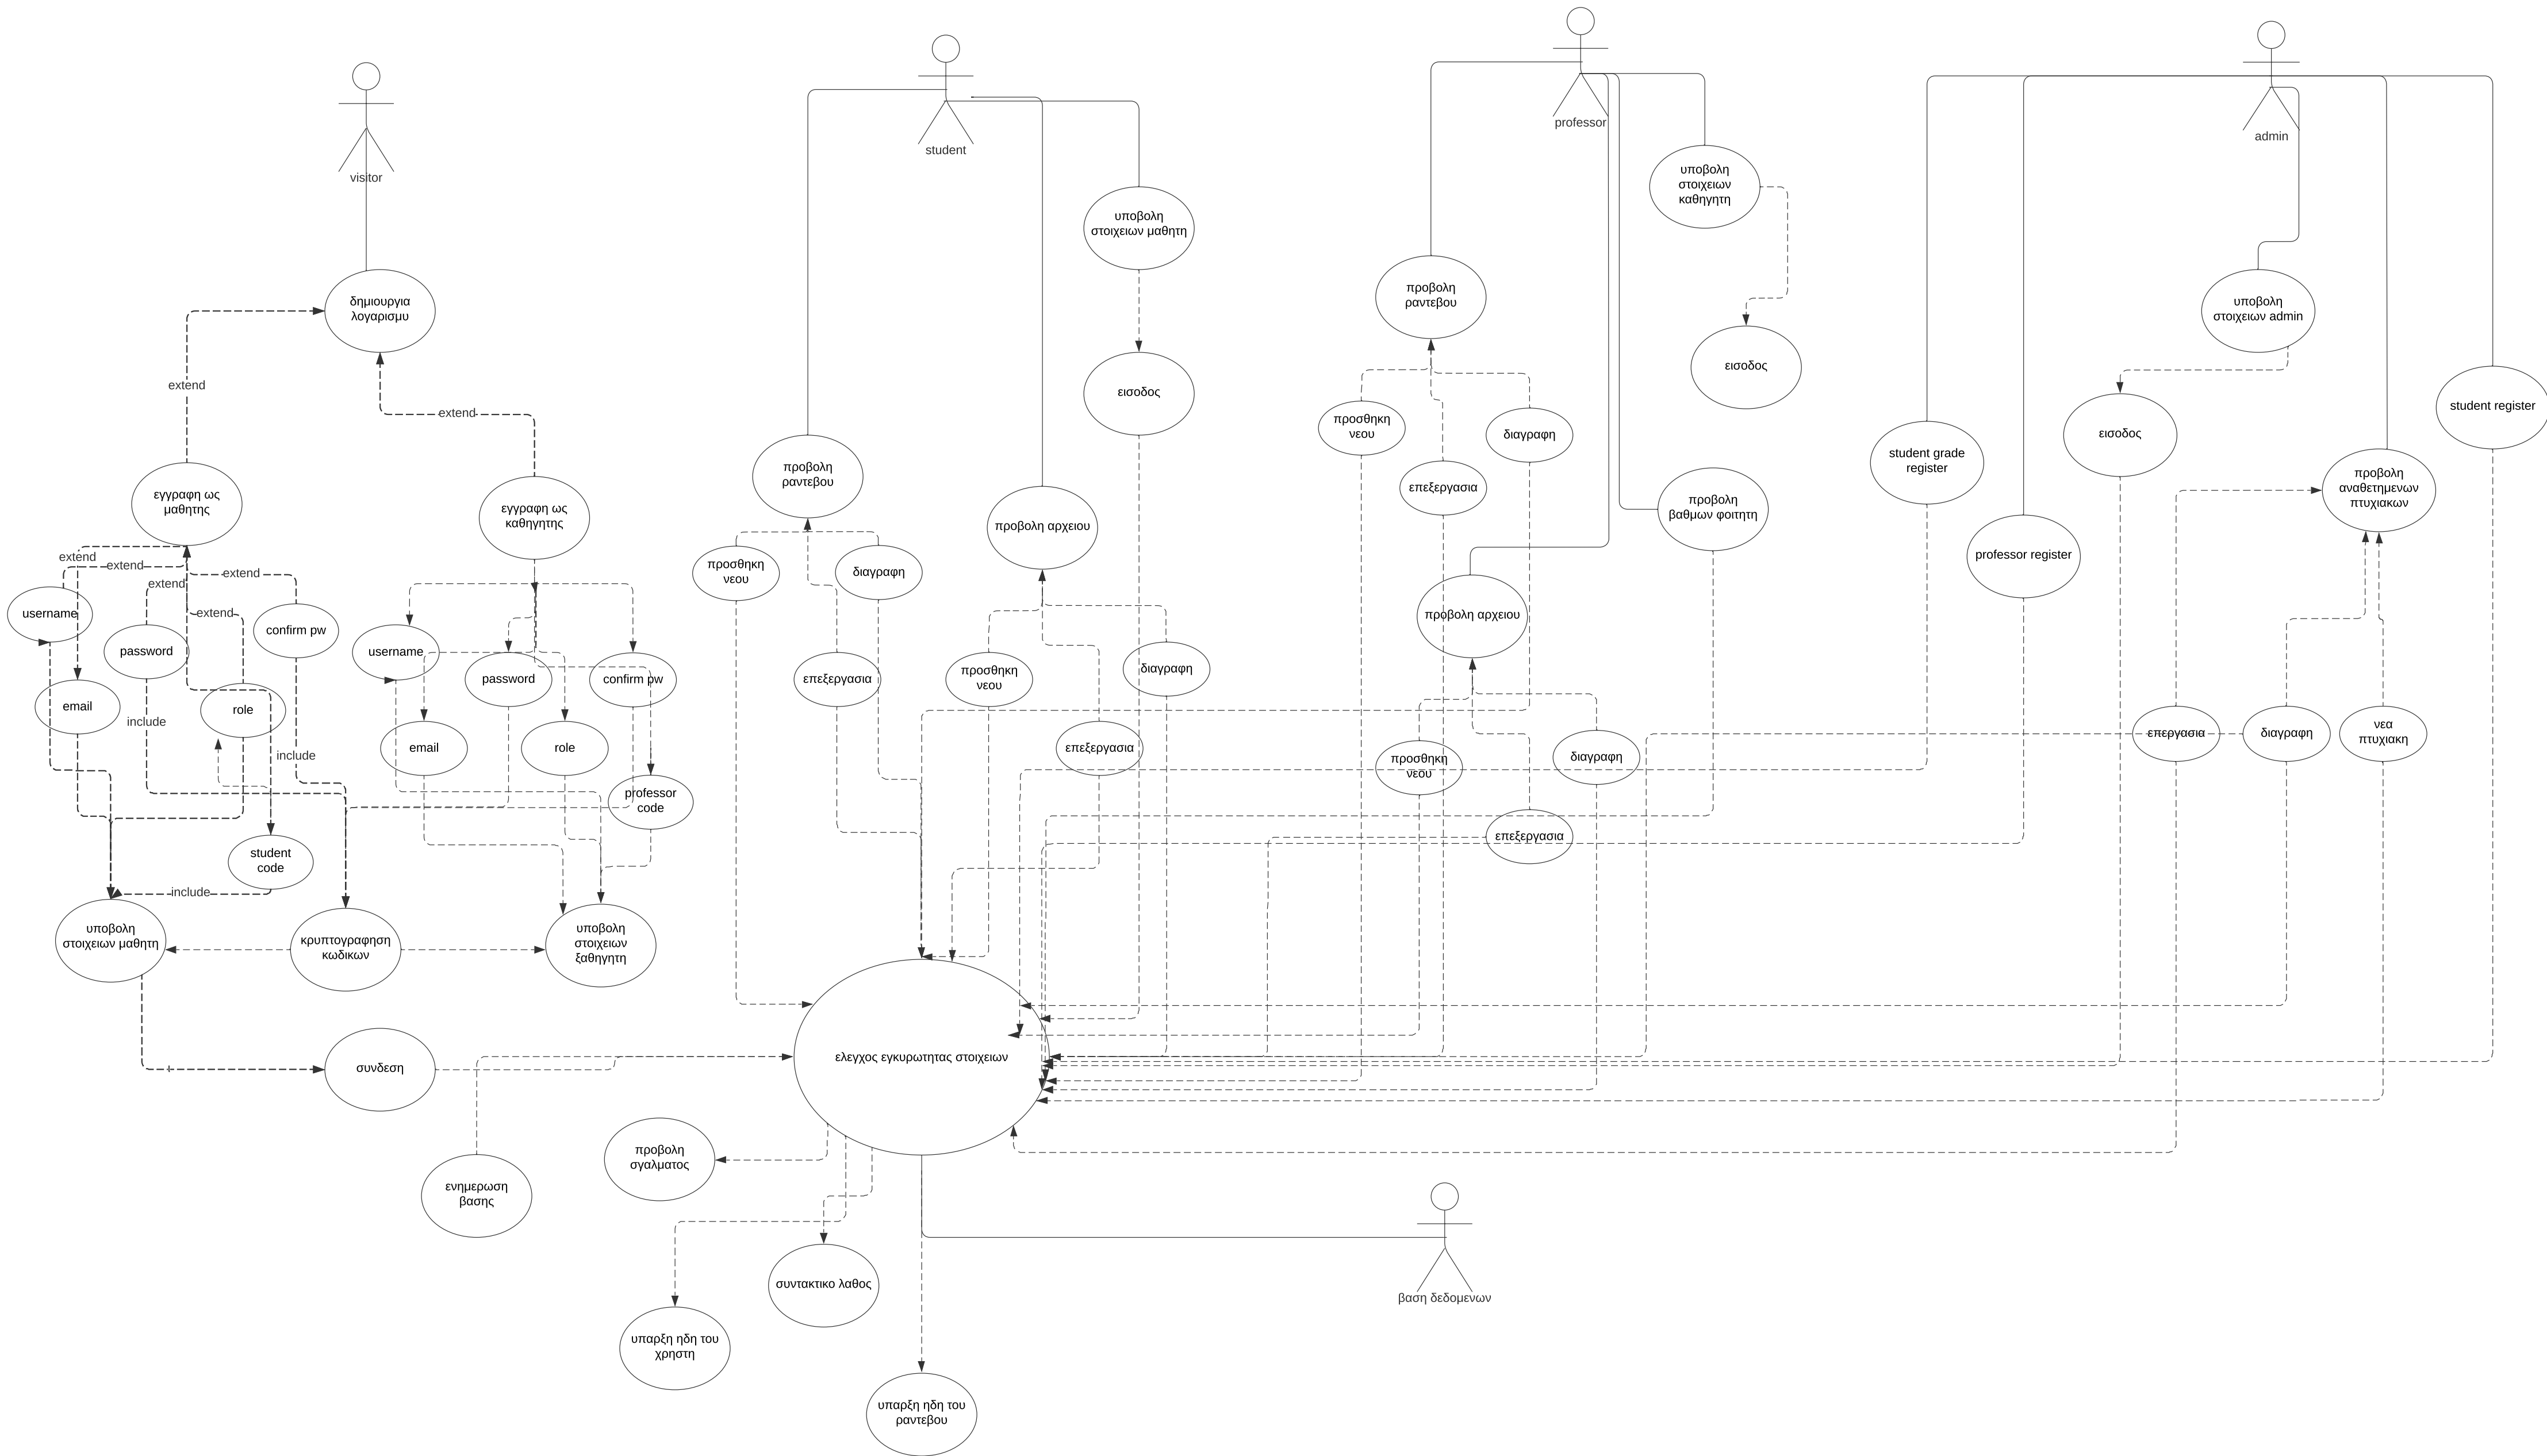 professor
admin
student
visitor
υποβολη
στοιχειων
καθηγητη
υποβολη
στοιχειων μαθητη
προβολη
ραντεβου
υποβολη
στοιχειων admin
δημιουργια
λογαρισμυ
extend
εισοδος
εισοδος
student register
extend
προσθηκη
νεου
διαγραφη
εισοδος
student grade
register
προβολη
ραντεβου
επεξεργασια
προβολη
αναθετημενων
πτυχιακων
εγγραφη ως
μαθητης
εγγραφη ως
καθηγητης
προβολη
βαθμων φοιτητη
προβολη αρχειου
professor register
extend
extend
extend
extend
extend
προσθηκη
νεου
διαγραφη
username
password
confirm pw
username
προβολη αρχειου
email
role
password
confirm pw
επεξεργασια
προσθηκη
νεου
διαγραφη
include
include
email
role
επεξεργασια
προσθηκη
νεου
διαγραφη
επεργασια
διαγραφη
νεα
πτυχιακη
professor
code
επεξεργασια
student
code
include
υποβολη
στοιχειων μαθητη
κρυπτογραφηση
κωδικων
υποβολη
στοιχειων
ξαθηγητη
συνδεση
ελεγχος εγκυρωτητας στοιχειων
προβολη
σγαλματος
ενημερωση
βασης
συντακτικο λαθος
βαση δεδομενων
υπαρξη ηδη του
χρηστη
υπαρξη ηδη του
ραντεβου